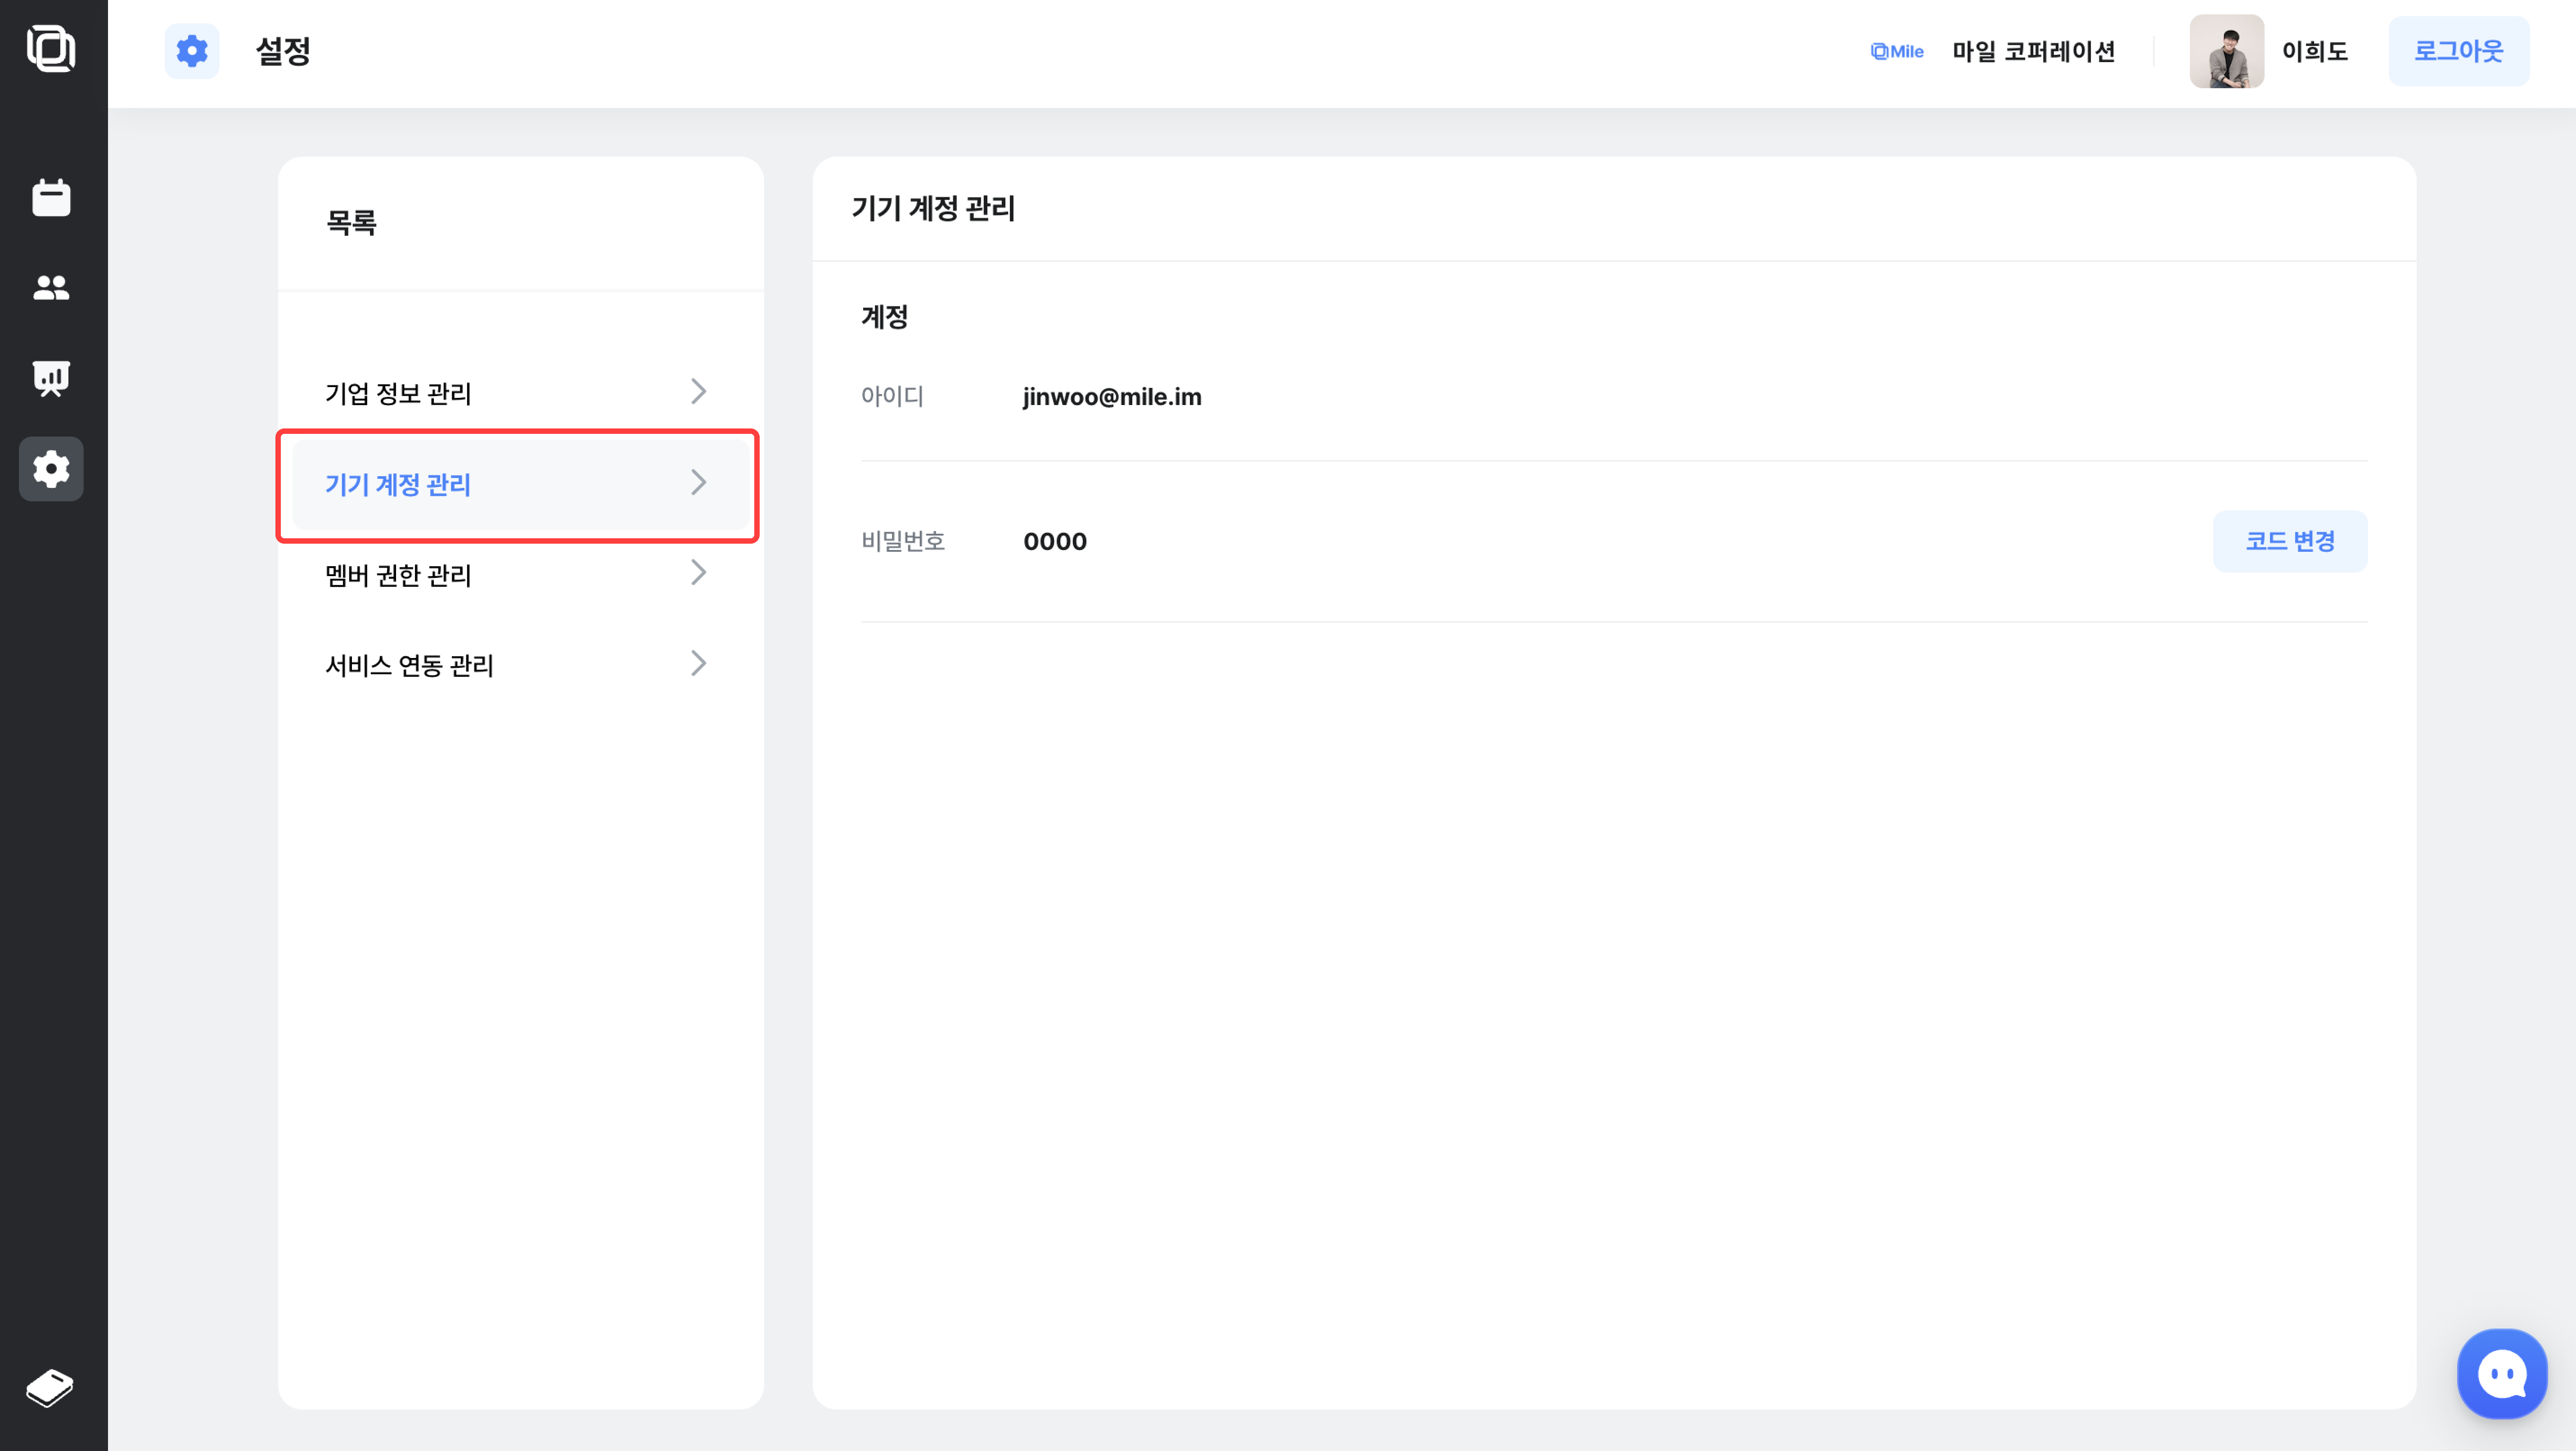 설정
Mile
마일 코퍼레이션
이희도
로그아웃
목록
기업 정보 관리
기기 계정 관리
멤버 권한 관리
서비스 연동 관리
기기 계정 관리
계정
아이디 jinwoo@mile.im
비밀번호 0000
코드 변경